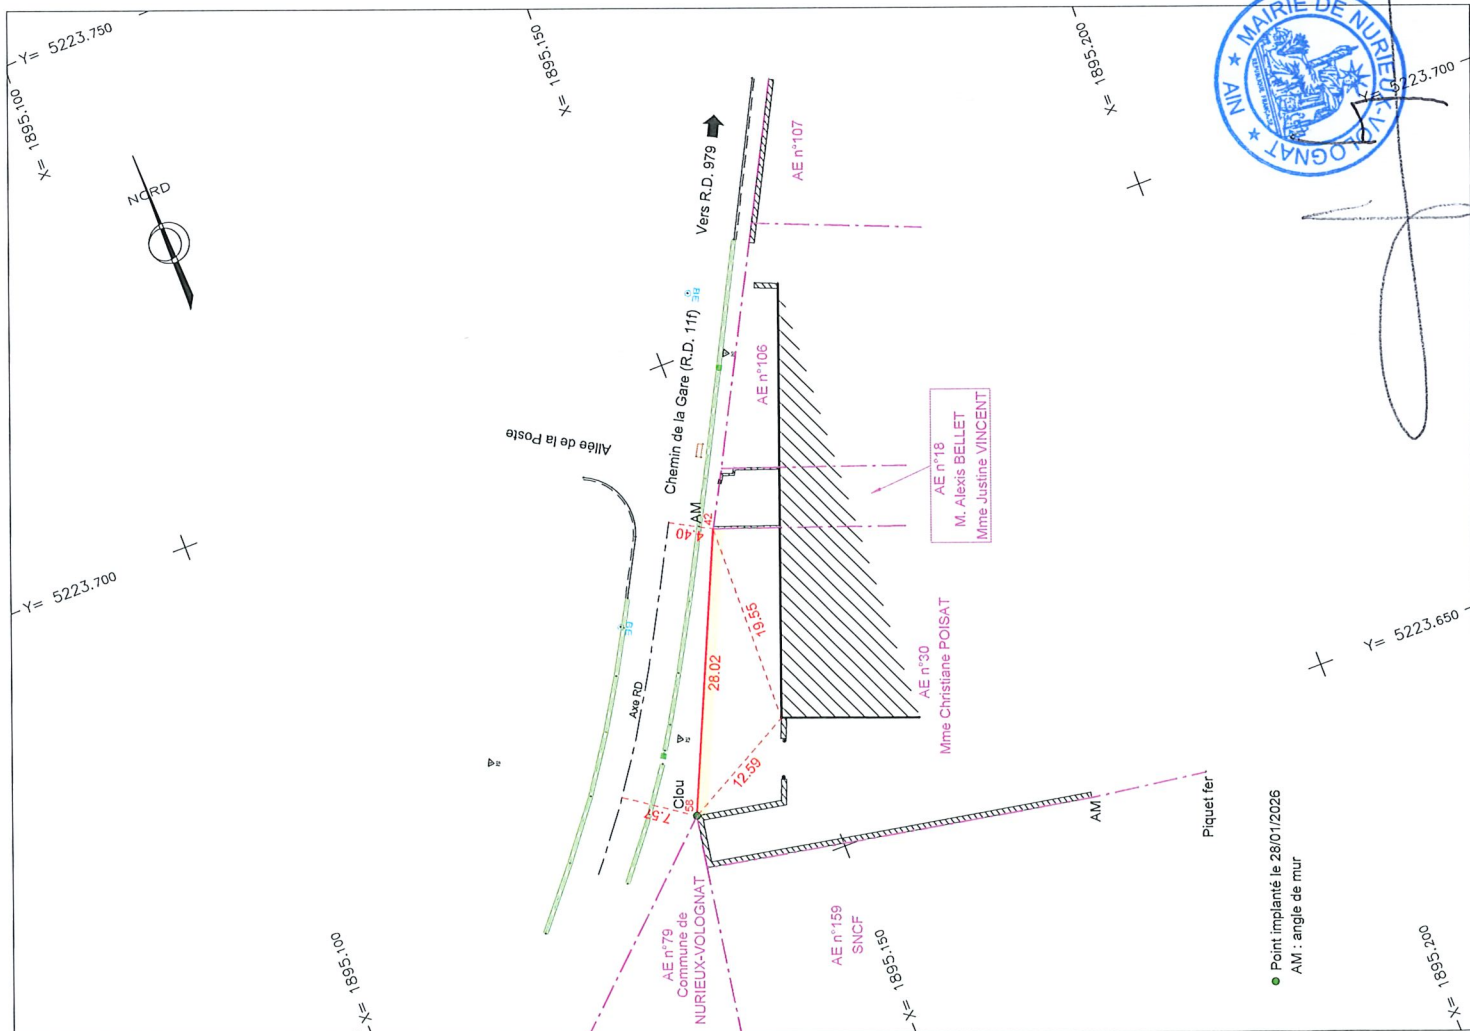 Y= 5223.750
X= 1895.100
X= 1895.150
X= 1895.200
Y= 5223.700
MAIRIE DE NURIEUX-VOLOGNAT
AIN
NORD
Vers R.D. 979
AE n°107
Chemin de la Gare (R.D. 11f)
BE
AE n°106
Allée de la Poste
AM
42
4.40
AE n°18
M. Alexis BELLET
Mme Justine VINCENT
Y= 5223.700
BE
Axe RD
28.02
19.55
12.59
AE n°30
Mme Christiane POISAT
Y= 5223.650
Clou
58
7.57
AM
Piquet fer
AE n°79
Commune de
NURIEUX-VOLOGNAT
AE n°159
SNCF
Point implanté le 28/01/2026
AM : angle de mur
X= 1895.100
X= 1895.150
X= 1895.200